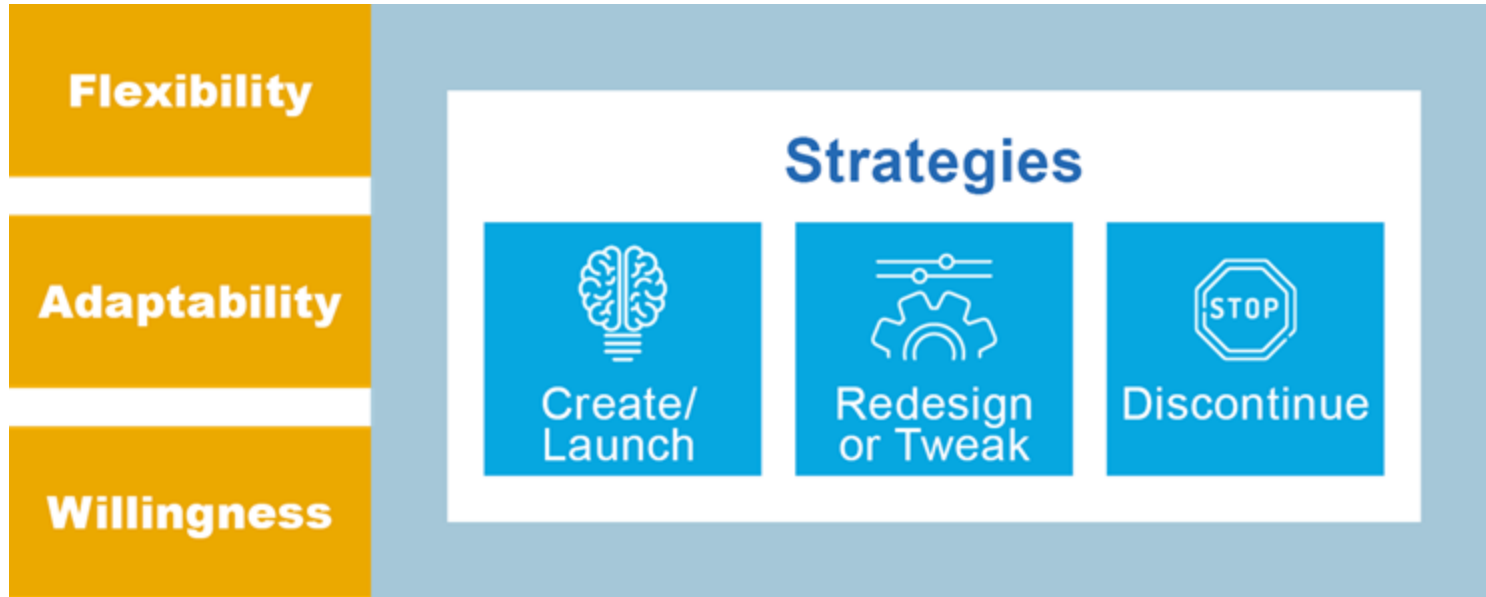 Flexibility
Adaptability
Willingness
Strategies
Create/
Launch
Redesign
or Tweak
STOP
Discontinue